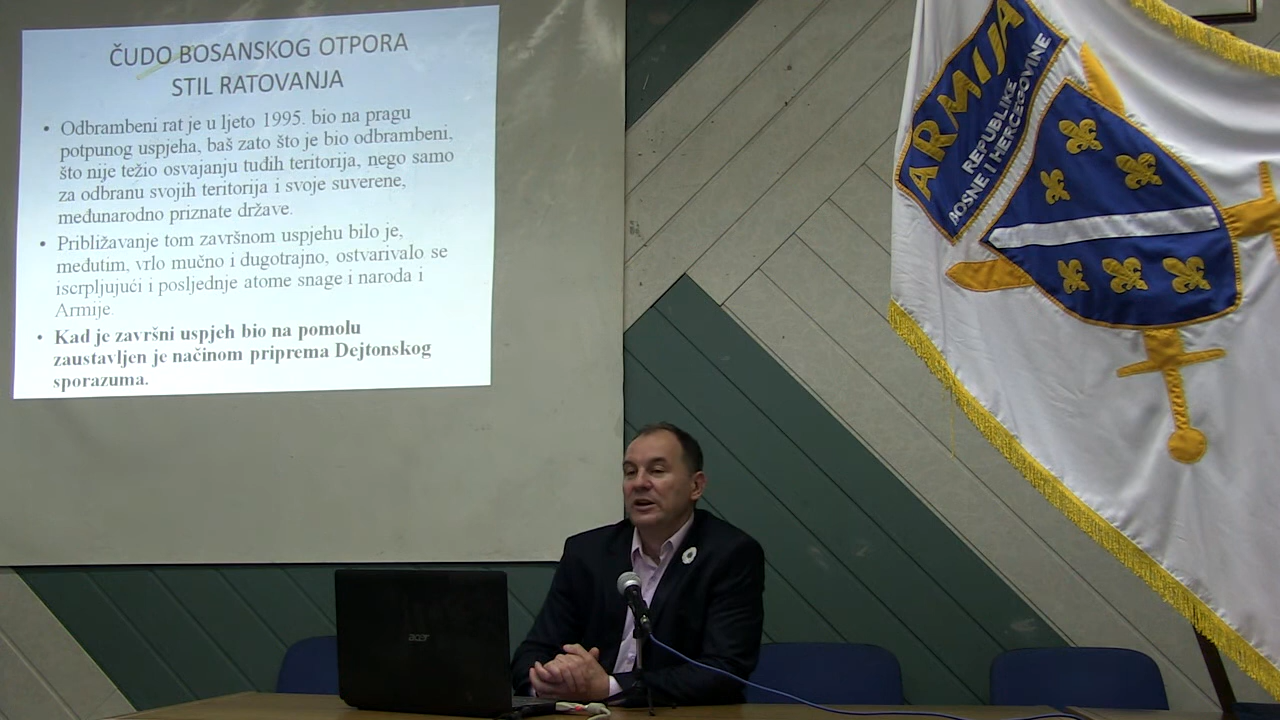 ČUDO BOSANSKOG OTPORA
STIL RATOVANJA
• Odbrambeni rat je u ljeto 1995. bio na pragu
potpunog uspjeha, baš zato što je bio odbrambeni,
što nije težio osvajanju tuđih teritorija, nego samo
za odbranu svojih teritorija i svoje suverene,
međunarodno priznate države.
• Približavanje tom završnom uspjehu bilo je,
međutim, vrlo mučno i dugotrajno, ostvarivalo se
iscrpljujući i posljednje atome snage i naroda i
Armije.
• Kad je završni uspjeh bio na pomolu
zaustavljen je načinom priprema Dejtonskog
sporazuma.
ARMIJA
REPUBLIKE
BOSNE I HERCEGOVINE
acer